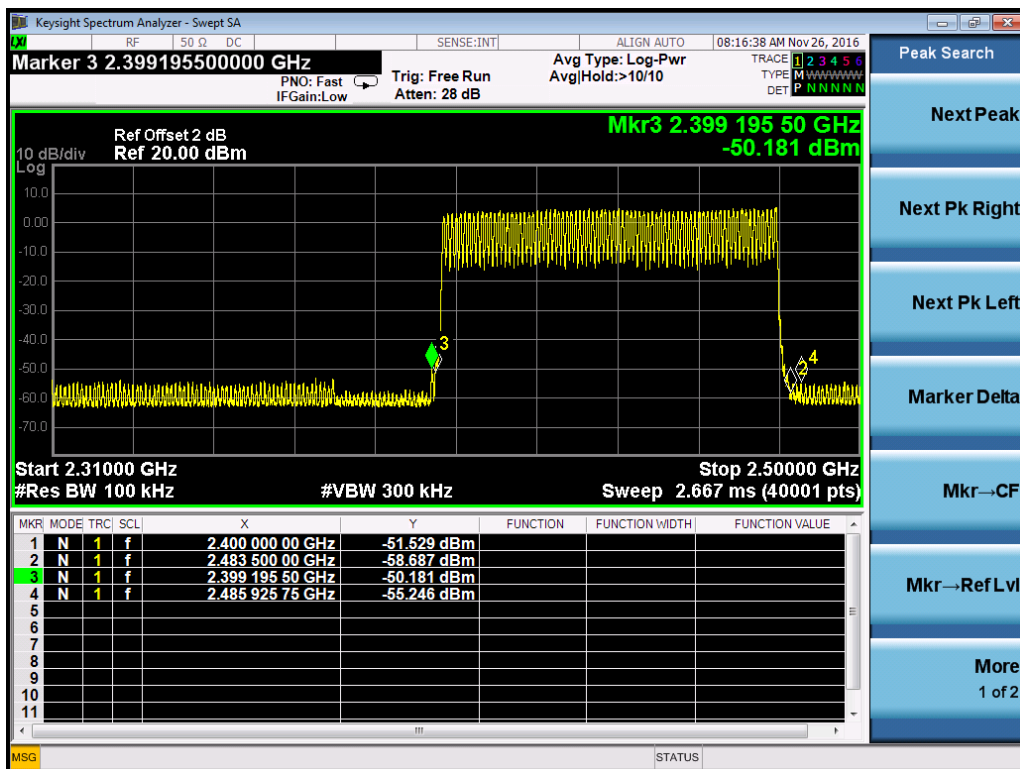 Keysight Spectrum Analyzer - Swept SA
LXI RF 50 Ω DC SENSE:INT ALIGN AUTO 08:16:38 AM Nov 26, 2016
Marker 3 2.399195500000 GHz
PNO: Fast
IFGain:Low
Trig: Free Run
Atten: 28 dB
Avg Type: Log-Pwr
Avg|Hold:>10/10
TRACE 1 2 3 4 5 6
TYPE M WWWWW
DET P N N N N N
Ref Offset 2 dB
10 dB/div Ref 20.00 dBm
Log
Mkr3 2.399 195 50 GHz
-50.181 dBm
10.0
0.00
-10.0
-20.0
-30.0
-40.0
-50.0
-60.0
-70.0
3
2
4
Start 2.31000 GHz Stop 2.50000 GHz
#Res BW 100 kHz #VBW 300 kHz Sweep 2.667 ms (40001 pts)
MKR MODE TRC SCL X Y FUNCTION FUNCTION WIDTH FUNCTION VALUE
1 N 1 f 2.400 000 00 GHz -51.529 dBm
2 N 1 f 2.483 500 00 GHz -58.687 dBm
3 N 1 f 2.399 195 50 GHz -50.181 dBm
4 N 1 f 2.485 925 75 GHz -55.246 dBm
5
6
7
8
9
10
11
MSG STATUS
Peak Search
Next Peak
Next Pk Right
Next Pk Left
Marker Delta
Mkr→CF
Mkr→Ref Lvl
More
1 of 2